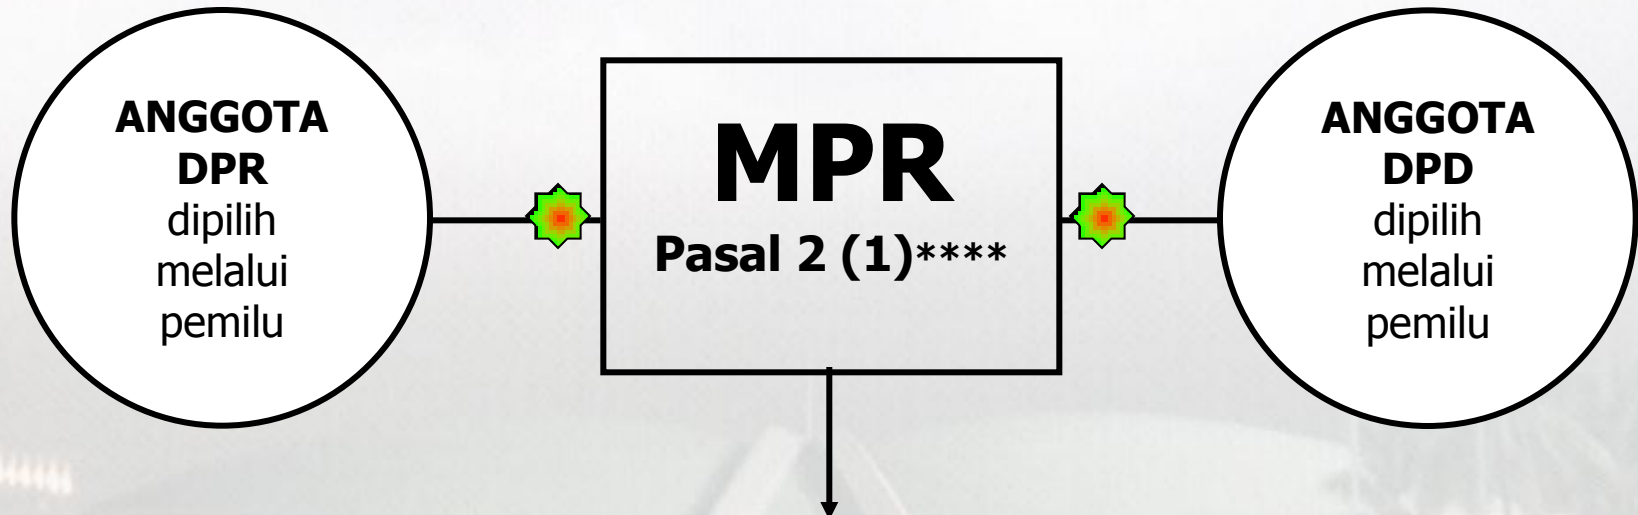 ANGGOTA
DPR
dipilih
melalui
pemilu
MPR
Pasal 2 (1)****
ANGGOTA
DPD
dipilih
melalui
pemilu